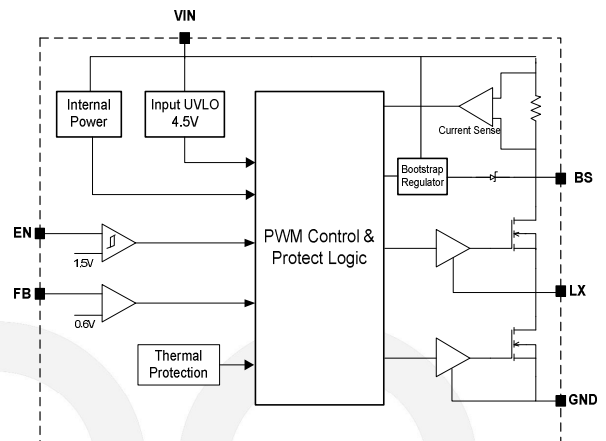 VIN
Internal
Power
Input UVLO
4.5V
Current Sense
Bootstrap
Regulator
BS
EN
1.5V
PWM Control &
Protect Logic
LX
FB
0.6V
Thermal
Protection
GND